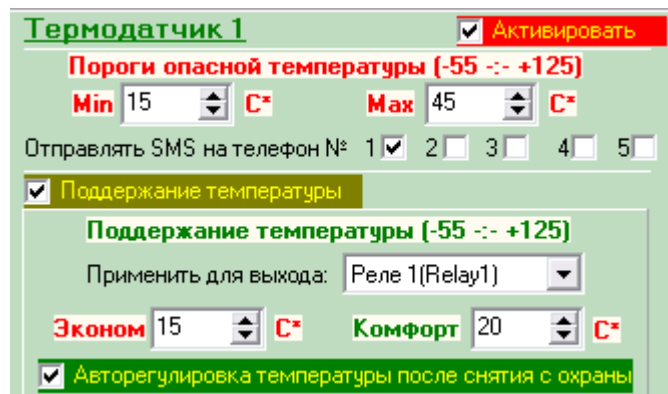 Термодатчик 1 Активировать
Пороги опасной температуры (-55 -:- +125)
Min 15 C* Max 45 C*
Отправлять SMS на телефон № 1 2 3 4 5
Поддержание температуры
Поддержание температуры (-55 -:- +125)
Применить для выхода: Реле 1(Relay1)
Эконом 15 C* Комфорт 20 C*
Авторегулировка температуры после снятия с охраны